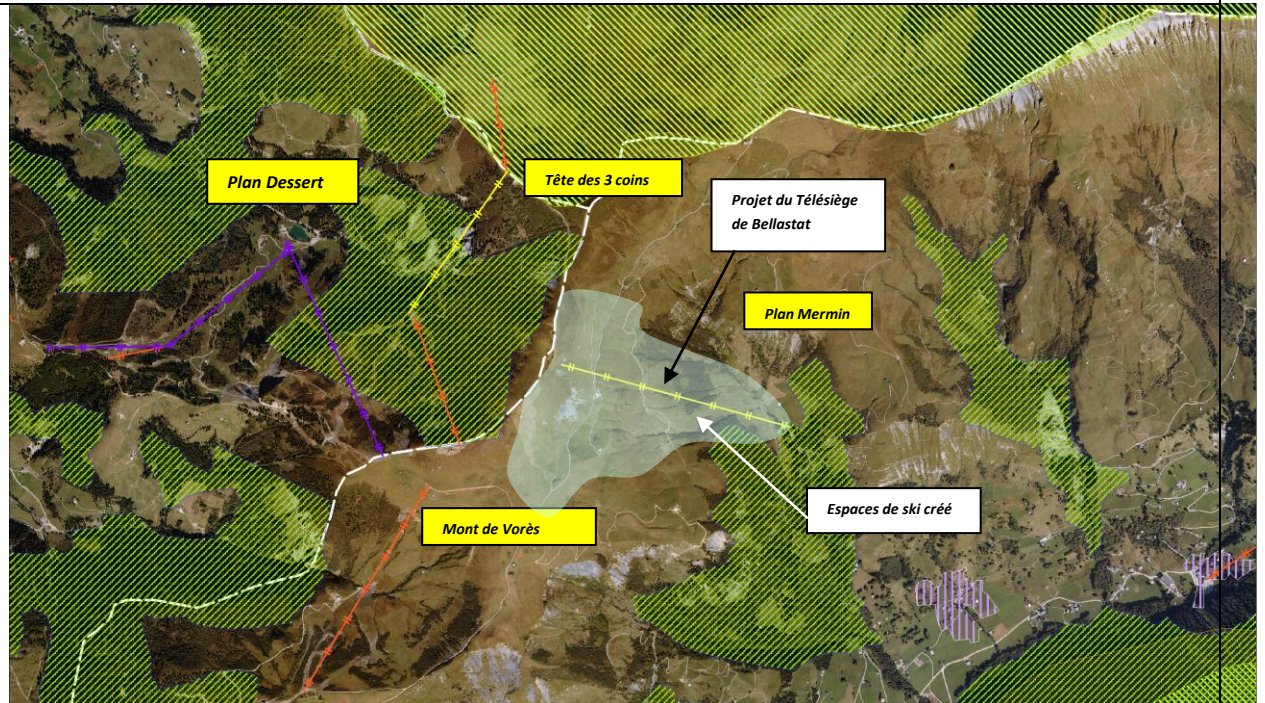 Plan Dessert
Tête des 3 coins
Projet du Télésiège
de Bellastat
Plan Mermin
Espaces de ski créé
Mont de Vorès